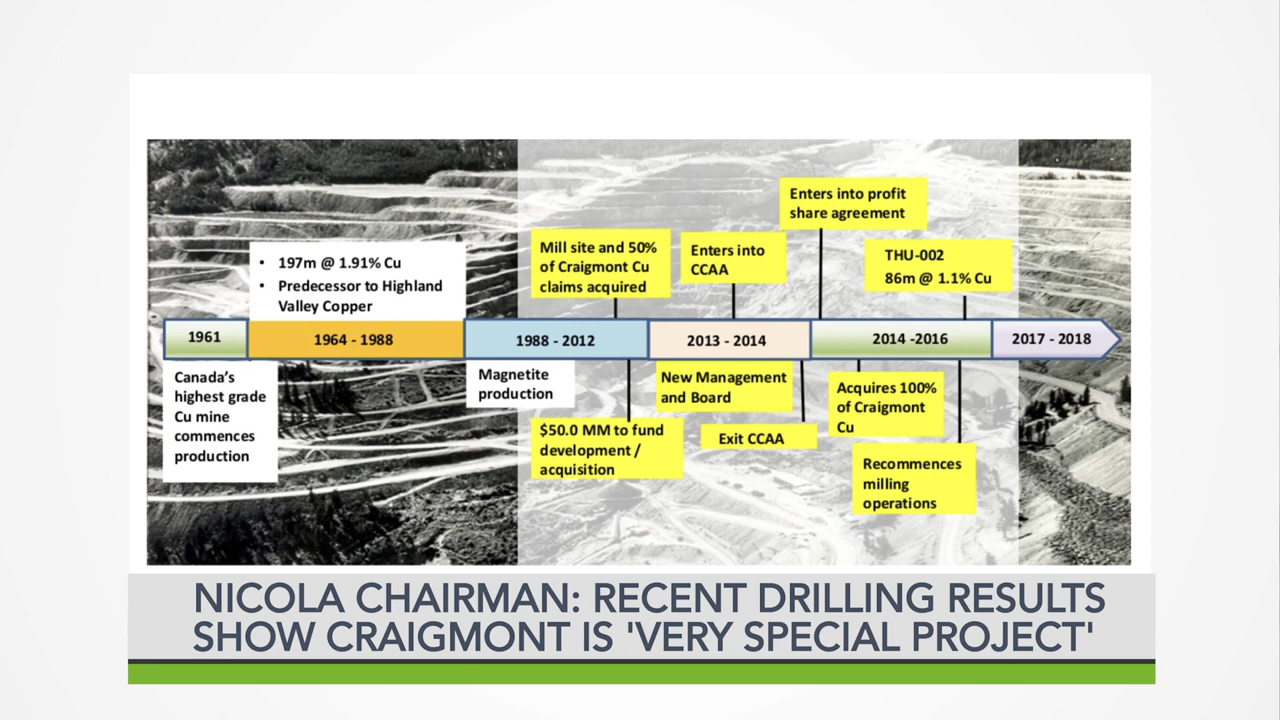 Enters into profit
share agreement
Mill site and 50%
of Craigmont Cu
claims acquired
Enters into
CCAA
THU-002
86m @ 1.1% Cu
• 197m @ 1.91% Cu
• Predecessor to Highland
Valley Copper
1961
1964 - 1988
1988 - 2012
2013 - 2014
2014 -2016
2017 - 2018
Canada’s
highest grade
Cu mine
commences
production
Magnetite
production
$50.0 MM to fund
development /
acquisition
New Management
and Board
Exit CCAA
Acquires 100%
of Craigmont
Cu
Recommences
milling
operations
NICOLA CHAIRMAN: RECENT DRILLING RESULTS
SHOW CRAIGMONT IS 'VERY SPECIAL PROJECT'